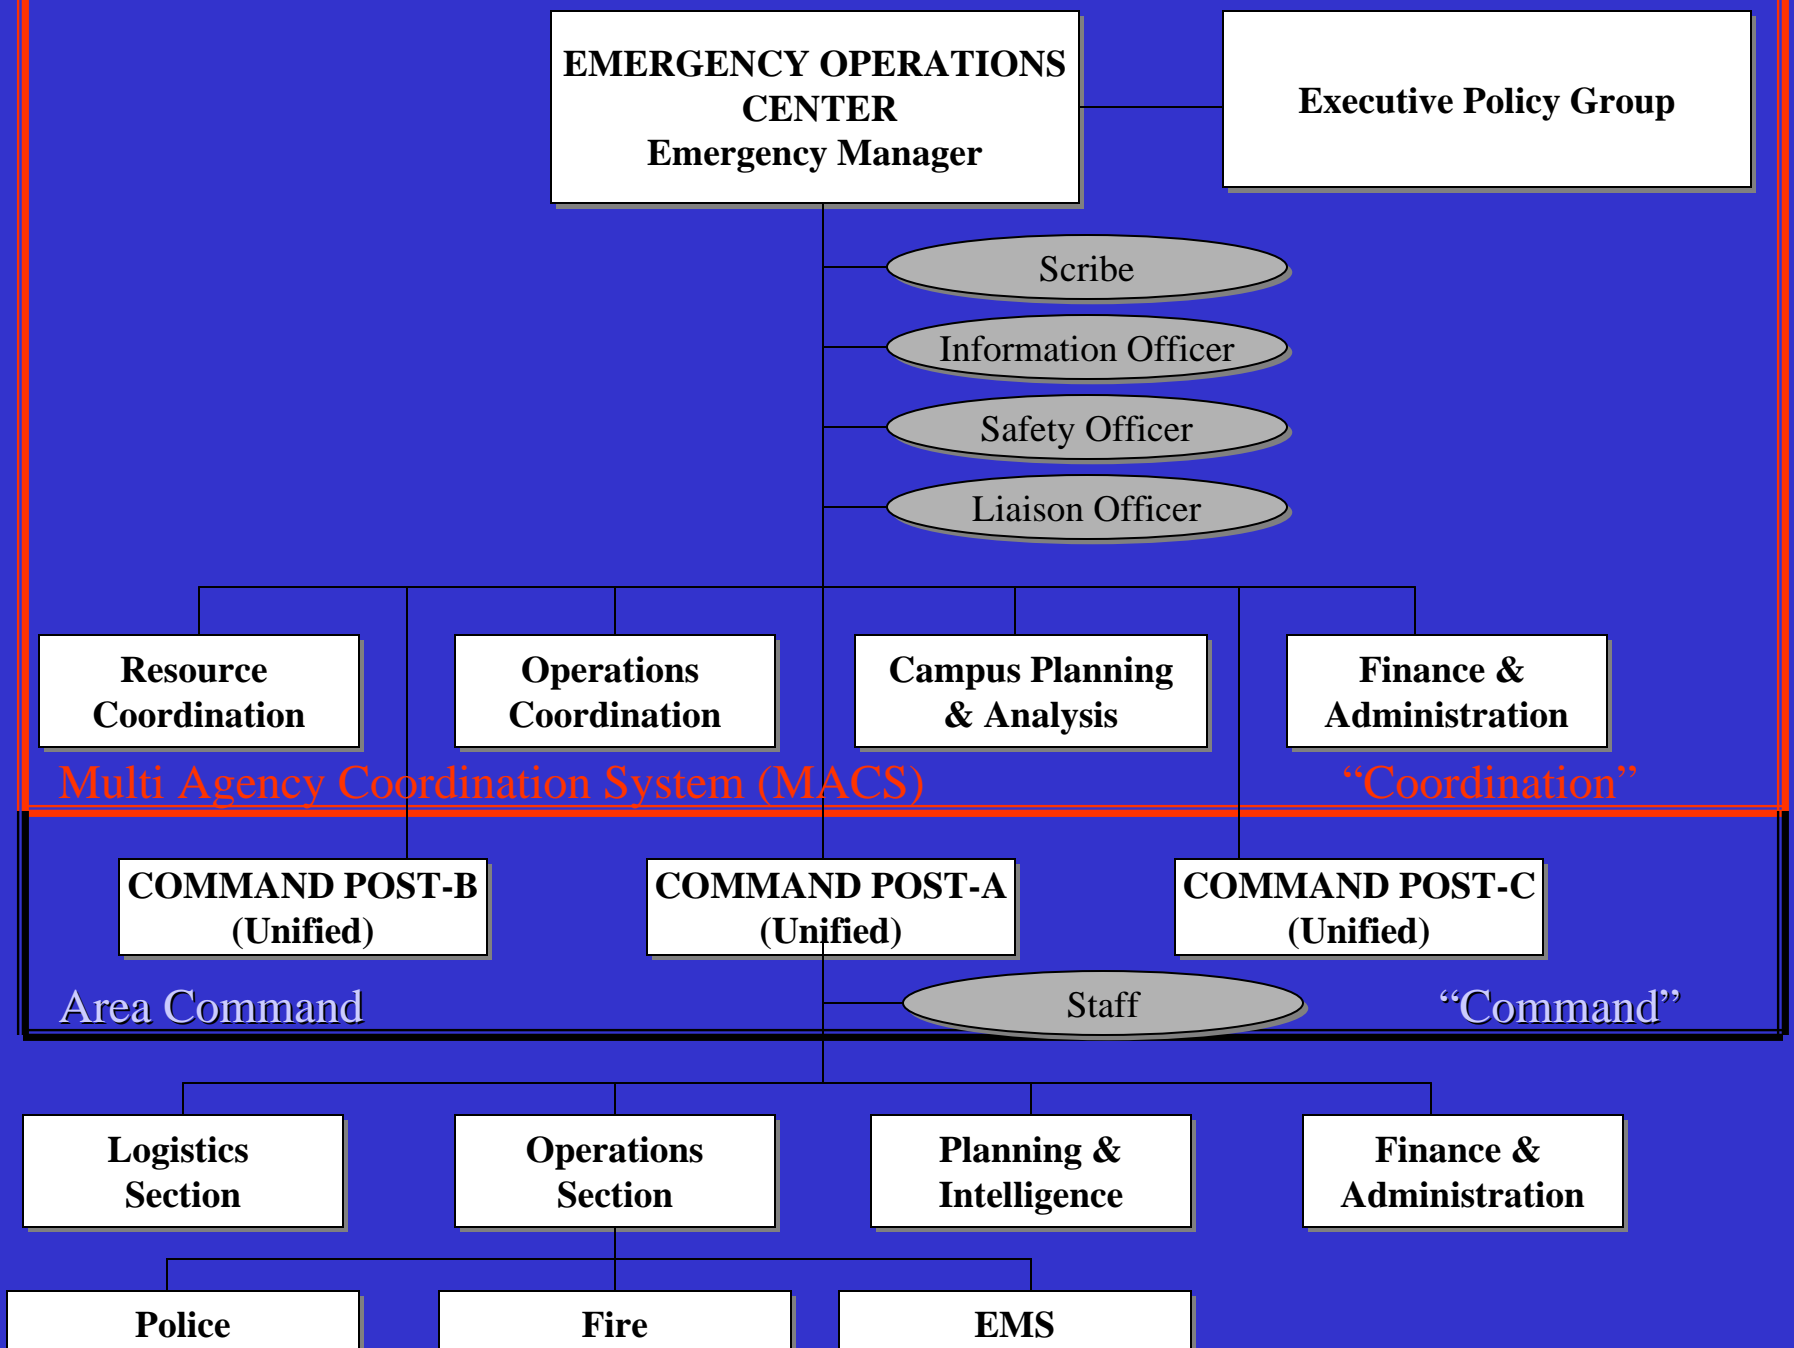 EMERGENCY OPERATIONS
CENTER
Emergency Manager
Executive Policy Group
Scribe
Information Officer
Safety Officer
Liaison Officer
Resource
Coordination
Operations
Coordination
Campus Planning
& Analysis
Finance &
Administration
Multi Agency Coordination System (MACS)
“Coordination”
COMMAND POST-B
(Unified)
COMMAND POST-A
(Unified)
COMMAND POST-C
(Unified)
Area Command
Staff
“Command”
Logistics
Section
Operations
Section
Planning &
Intelligence
Finance &
Administration
Police
Fire
EMS